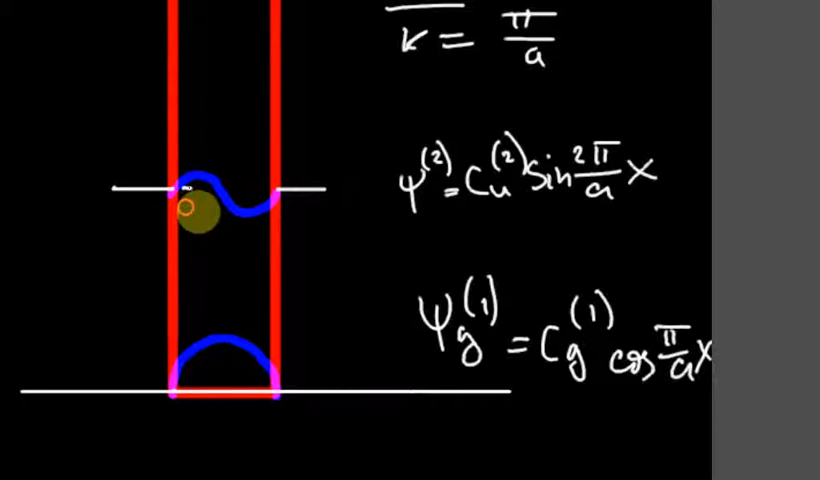 k = π/a
ψ⁽²⁾ = C_u⁽²⁾ sin 2π/a x
ψ_g⁽¹⁾ = C_g⁽¹⁾ cos π/a x